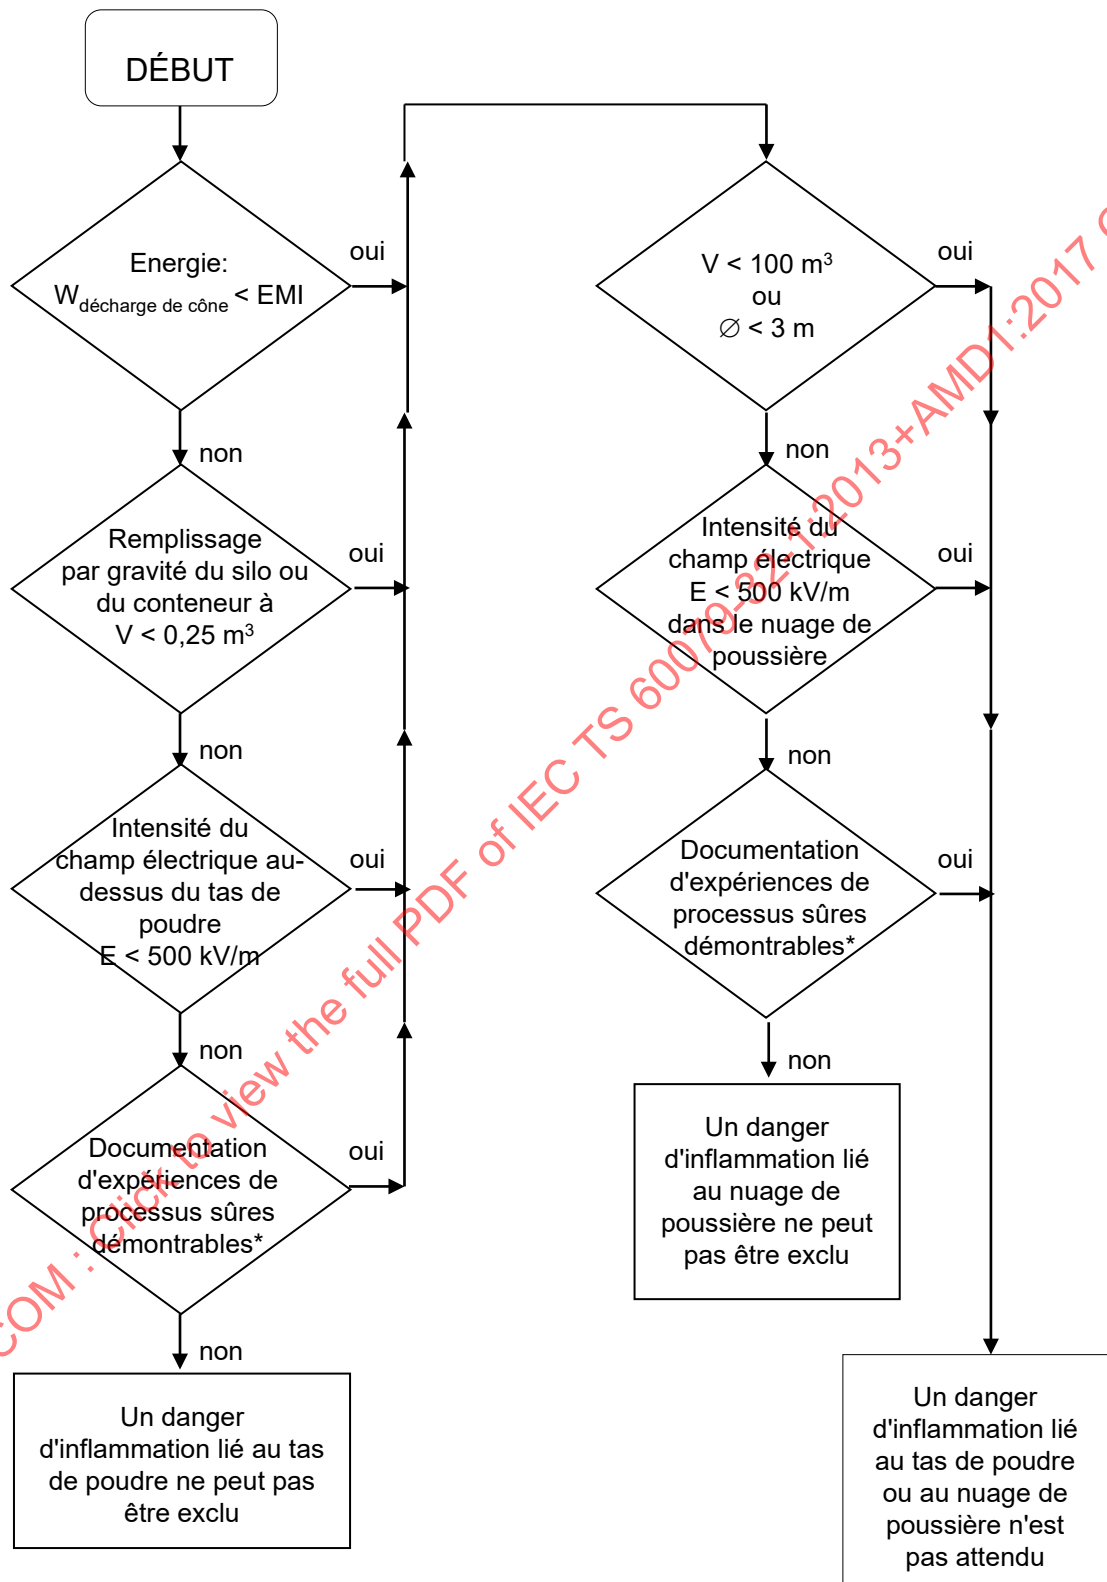 DÉBUT
Energie:
W décharge de cône < EMI
oui
non
Remplissage
par gravité du silo ou
du conteneur à
V < 0,25 m³
oui
non
Intensité du
champ électrique au-
dessus du tas de
poudre
E < 500 kV/m
oui
non
Documentation
d'expériences de
processus sûres
démontrables*
oui
non
Un danger
d'inflammation lié au tas
de poudre ne peut pas
être exclu
V < 100 m³
ou
∅ < 3 m
oui
non
Intensité du
champ électrique
E < 500 kV/m
dans le nuage de
poussière
oui
non
Documentation
d'expériences de
processus sûres
démontrables*
oui
non
Un danger
d'inflammation lié
au nuage de
poussière ne peut
pas être exclu
Un danger
d'inflammation lié
au tas de poudre
ou au nuage de
poussière n'est
pas attendu
COM : Click to view the full PDF of IEC TS 60079-32-1:2013+AMD1:2017